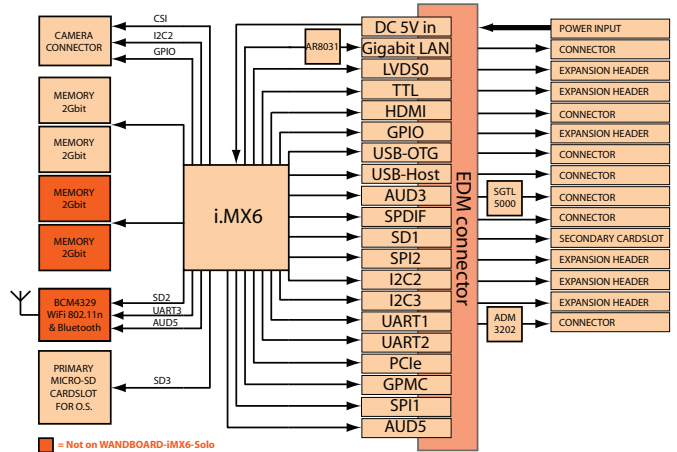 CSI
I2C2
GPIO
CAMERA
CONNECTOR
MEMORY
2Gbit
MEMORY
2Gbit
MEMORY
2Gbit
MEMORY
2Gbit
BCM4329
WiFi 802.11n
& Bluetooth
SD2
UART3
AUD5
PRIMARY
MICRO-SD
CARDSLOT
FOR O.S.
SD3
= Not on WANDBOARD-iMX6-Solo
i.MX6
AR8031
DC 5V in
Gigabit LAN
LVDS0
TTL
HDMI
GPIO
USB-OTG
USB-Host
AUD3
SPDIF
SD1
SPI2
I2C2
I2C3
UART1
UART2
PCIe
GPMC
SPI1
AUD5
EDM connector
SGTL
5000
ADM
3202
POWER INPUT
CONNECTOR
EXPANSION HEADER
EXPANSION HEADER
CONNECTOR
EXPANSION HEADER
CONNECTOR
CONNECTOR
CONNECTOR
CONNECTOR
SECONDARY CARDSLOT
EXPANSION HEADER
EXPANSION HEADER
EXPANSION HEADER
CONNECTOR